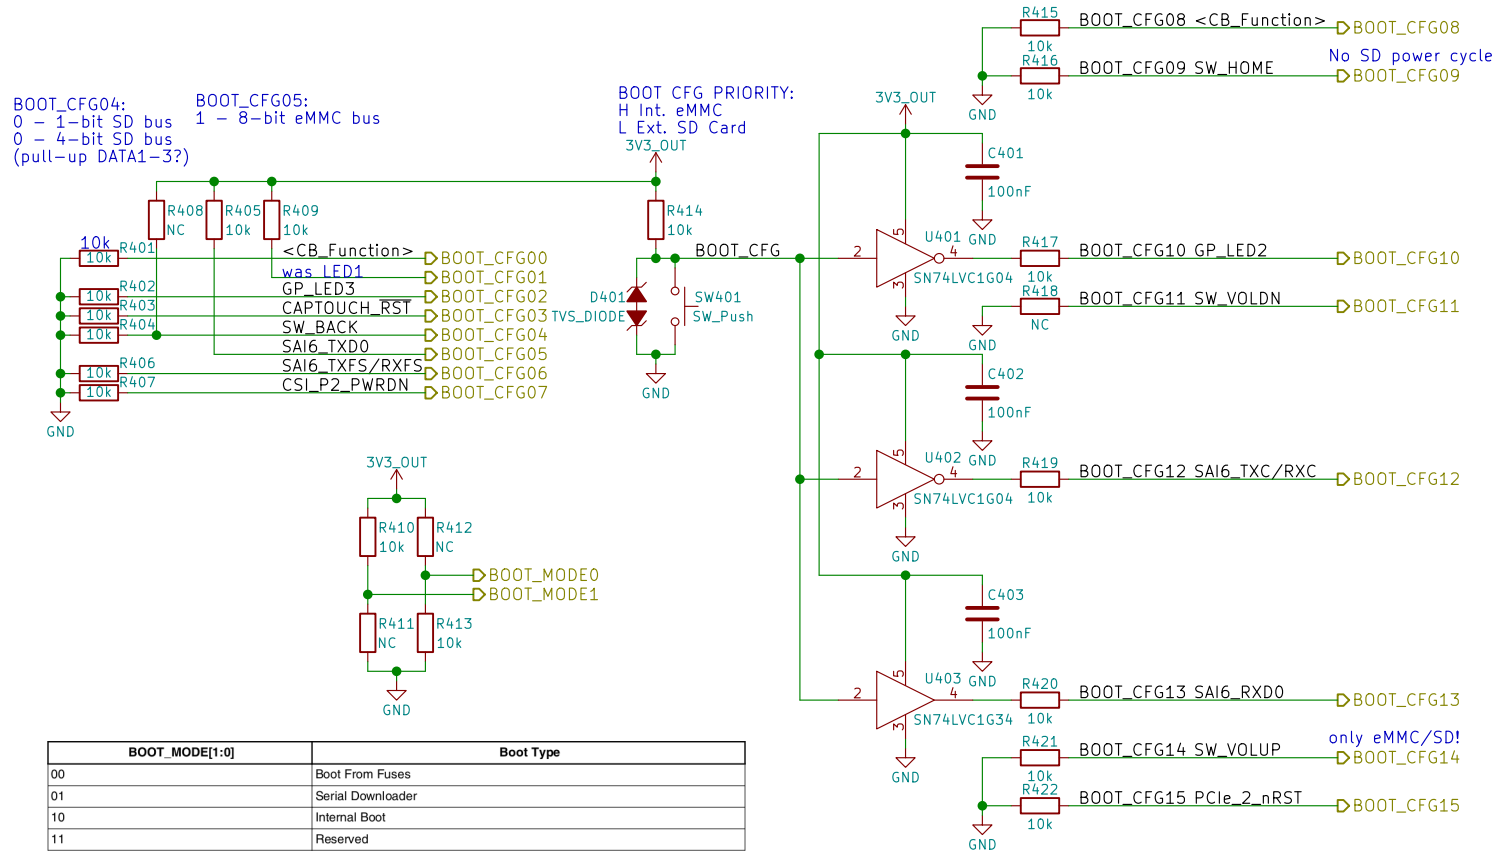 BOOT_CFG04:
0 – 1-bit SD bus
0 – 4-bit SD bus
(pull-up DATA1-3?)
BOOT_CFG05:
1 – 8-bit eMMC bus
BOOT CFG PRIORITY:
H Int. eMMC
L Ext. SD Card
3V3_OUT
R408
NC
R405
10k
R409
10k
R414
10k
10k
R401
10k
<CB_Function>
BOOT_CFG00
was LED1
BOOT_CFG01
R402
10k
GP_LED3
BOOT_CFG02
R403
10k
CAPTOUCH_RST
BOOT_CFG03
R404
10k
SW_BACK
BOOT_CFG04
SAI6_TXD0
BOOT_CFG05
R406
10k
SAI6_TXFS/RXFS
BOOT_CFG06
R407
10k
CSI_P2_PWRDN
BOOT_CFG07
GND
BOOT_CFG
D401
TVS_DIODE
SW401
SW_Push
GND
3V3_OUT
R410
10k
R412
NC
BOOT_MODE0
BOOT_MODE1
R411
NC
R413
10k
GND
BOOT_MODE[1:0] Boot Type
00 Boot From Fuses
01 Serial Downloader
10 Internal Boot
11 Reserved
R415
10k
BOOT_CFG08 <CB_Function>
BOOT_CFG08
No SD power cycle
R416
10k
BOOT_CFG09 SW_HOME
BOOT_CFG09
GND
3V3_OUT
C401
100nF
GND
2
5
U401
4
3
SN74LVC1G04
GND
R417
10k
BOOT_CFG10 GP_LED2
BOOT_CFG10
R418
NC
BOOT_CFG11 SW_VOLDN
BOOT_CFG11
GND
C402
100nF
GND
2
5
U402
4
3
SN74LVC1G04
GND
R419
10k
BOOT_CFG12 SAI6_TXC/RXC
BOOT_CFG12
C403
100nF
GND
2
5
U403
4
3
SN74LVC1G34
GND
R420
10k
BOOT_CFG13 SAI6_RXD0
BOOT_CFG13
only eMMC/SD!
R421
10k
BOOT_CFG14 SW_VOLUP
BOOT_CFG14
R422
10k
BOOT_CFG15 PCIe_2_nRST
BOOT_CFG15
GND